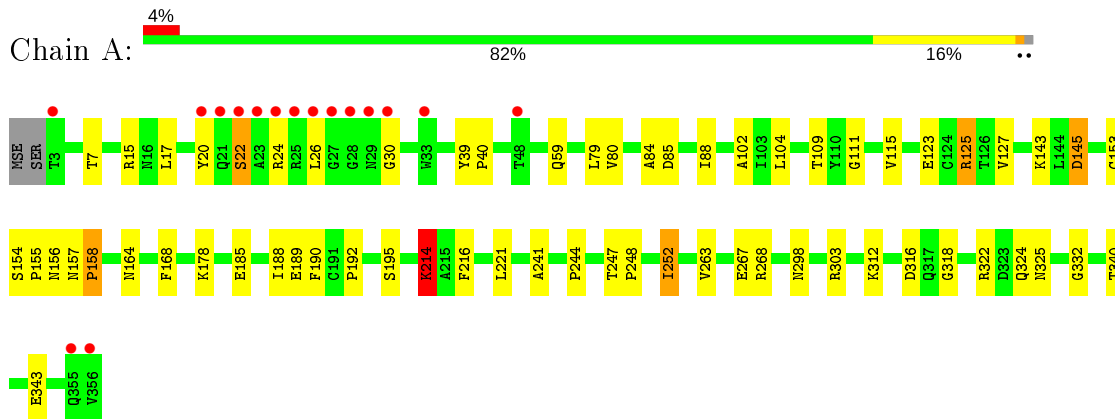 4%
Chain A:
82% 16% ••
MSE SER T3 T7 R15 N16 L17 Y20 Q21 S22 A23 R24 R25 L26 G27 G28 N29 G30 W33 Y39 P40 T48 Q59 L79 V80 A84 D85 I88 A102 I103 L104 T109 Y110 G111 V115 E123 G124 R125 T126 V127 K143 L144 D145
S154 P155 N156 N157 P158 N164 F168 K178 E185 I188 E189 F190 C191 P192 S195 K214 A215 F216 L221 A241 P244 T247 P248 I252 V263 E267 R268 N298 R303 K312 D316 Q317 G318 R322 D323 Q324 N325 G332 T340
E343 Q355 V356